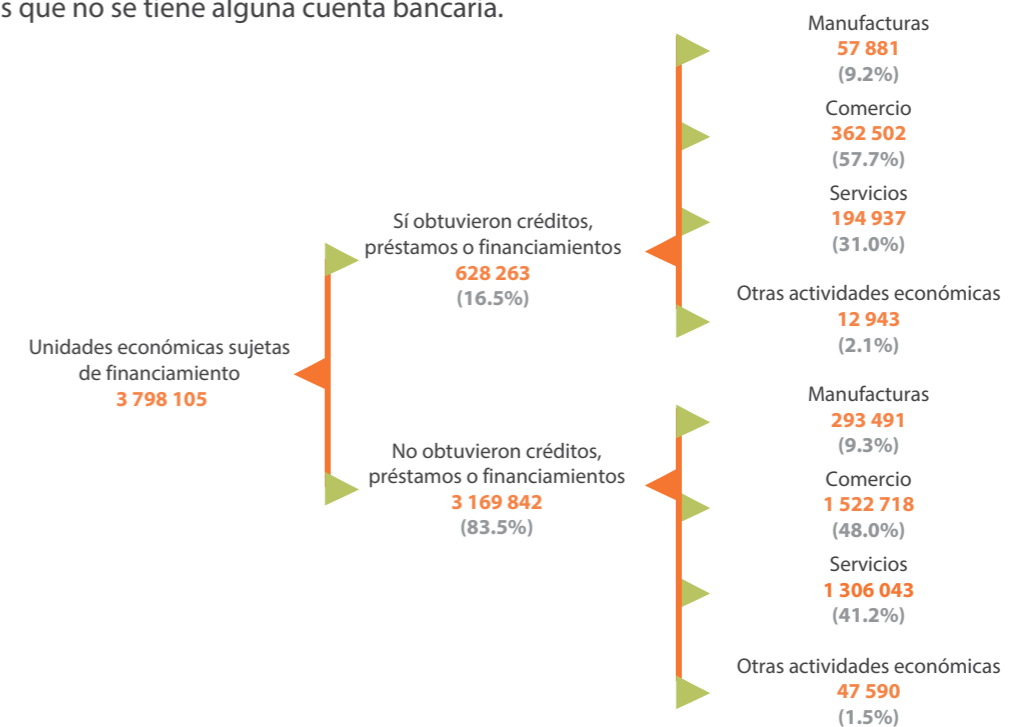 s que no se tiene alguna cuenta bancaria.
Unidades económicas sujetas
de financiamiento
3 798 105
Sí obtuvieron créditos,
préstamos o financiamientos
628 263
(16.5%)
Manufacturas
57 881
(9.2%)
Comercio
362 502
(57.7%)
Servicios
194 937
(31.0%)
Otras actividades económicas
12 943
(2.1%)
No obtuvieron créditos,
préstamos o financiamientos
3 169 842
(83.5%)
Manufacturas
293 491
(9.3%)
Comercio
1 522 718
(48.0%)
Servicios
1 306 043
(41.2%)
Otras actividades económicas
47 590
(1.5%)